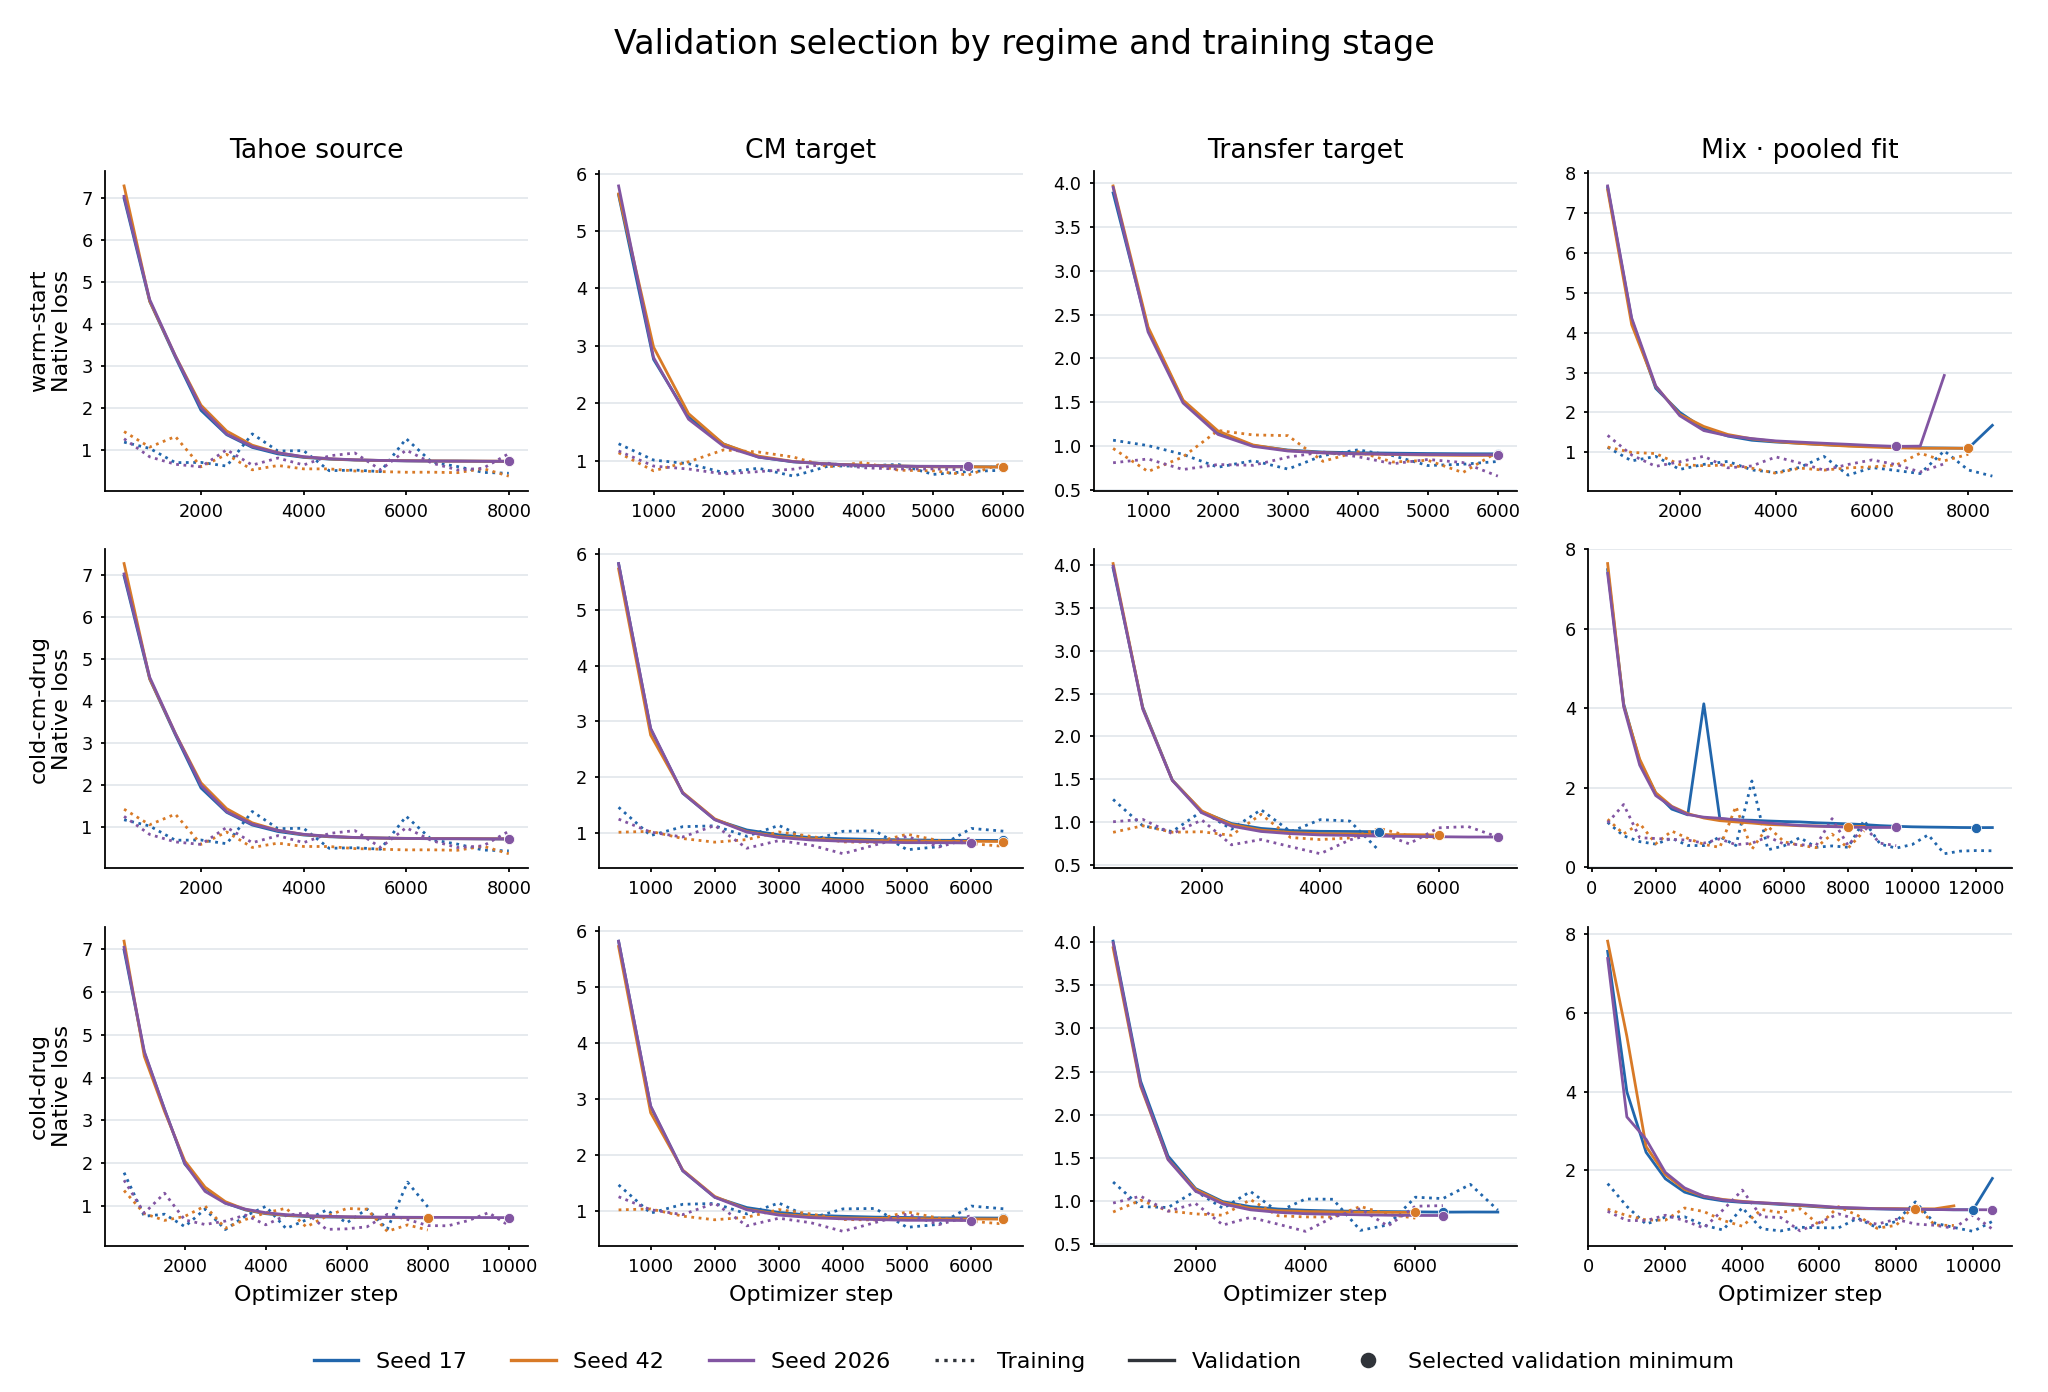 Validation selection by regime and training stage
Tahoe source
CM target
Transfer target
Mix · pooled fit
warm-start
Native loss
7
6
5
4
3
2
1
2000 4000 6000 8000
6
5
4
3
2
1
1000 2000 3000 4000 5000 6000
4.0
3.5
3.0
2.5
2.0
1.5
1.0
0.5
1000 2000 3000 4000 5000 6000
8
7
6
5
4
3
2
1
2000 4000 6000 8000
cold-cm-drug
Native loss
7
6
5
4
3
2
1
2000 4000 6000 8000
6
5
4
3
2
1
1000 2000 3000 4000 5000 6000
4.0
3.5
3.0
2.5
2.0
1.5
1.0
0.5
2000 4000 6000
8
6
4
2
0
0 2000 4000 6000 8000 10000 12000
cold-drug
Native loss
7
6
5
4
3
2
1
2000 4000 6000 8000 10000
Optimizer step
6
5
4
3
2
1
1000 2000 3000 4000 5000 6000
Optimizer step
4.0
3.5
3.0
2.5
2.0
1.5
1.0
0.5
2000 4000 6000
Optimizer step
8
6
4
2
0 2000 4000 6000 8000 10000
Optimizer step
Seed 17 Seed 42 Seed 2026 Training Validation Selected validation minimum